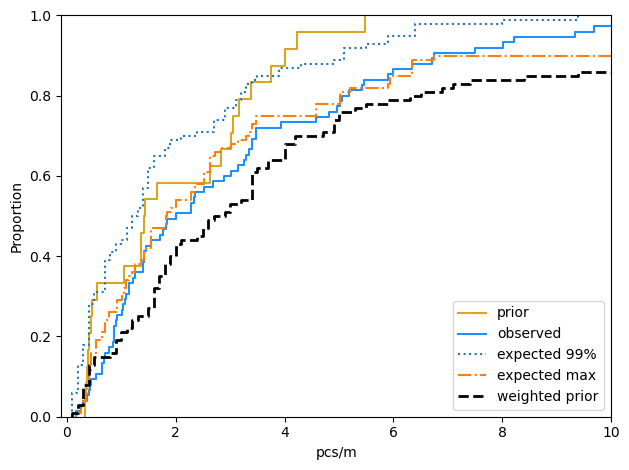 1.0
0.8
0.6
0.4
0.2
0.0
Proportion
0
2
4
6
8
10
pcs/m
prior
observed
expected 99%
expected max
weighted prior